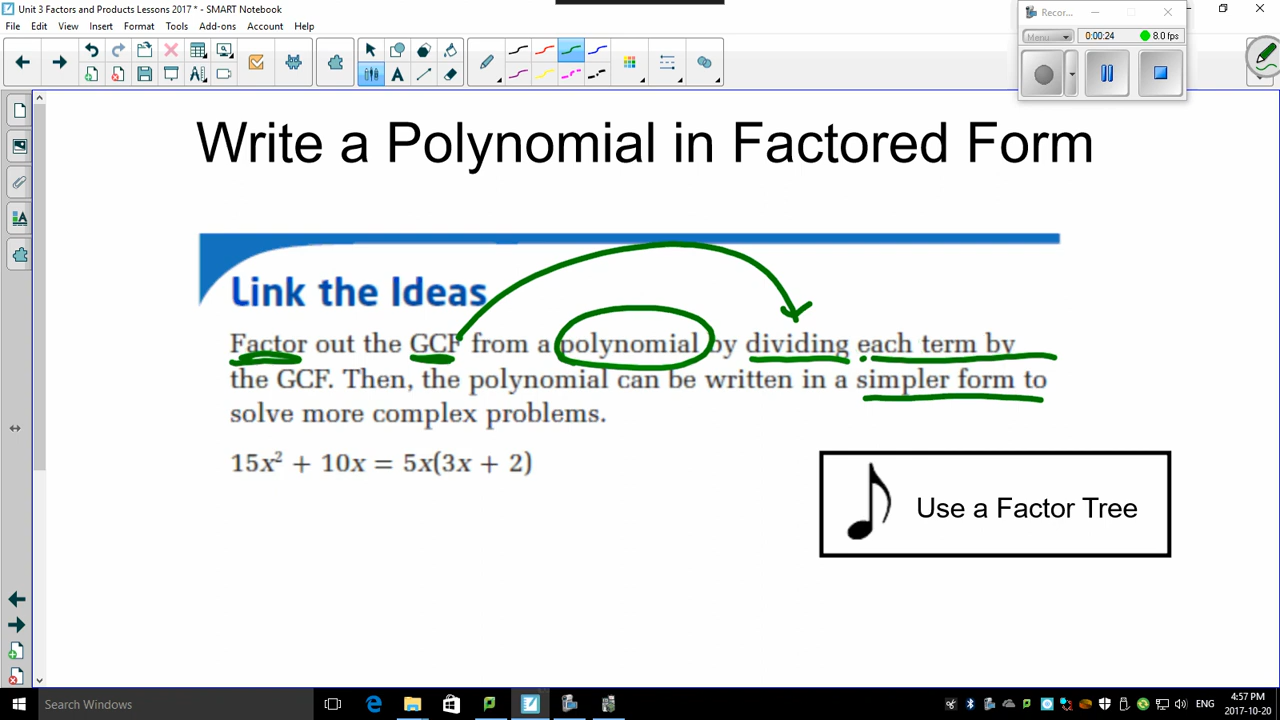 Unit 3 Factors and Products Lessons 2017 * - SMART Notebook
File Edit View Insert Format Tools Add-ons Account Help
Recor...
Menu
0:00:24
8.0 fps
Write a Polynomial in Factored Form
Link the Ideas
Factor out the GCF from a polynomial by dividing each term by
the GCF. Then, the polynomial can be written in a simpler form to
solve more complex problems.
15x² + 10x = 5x(3x + 2)
Use a Factor Tree
Search Windows
ENG
4:57 PM
2017-10-20